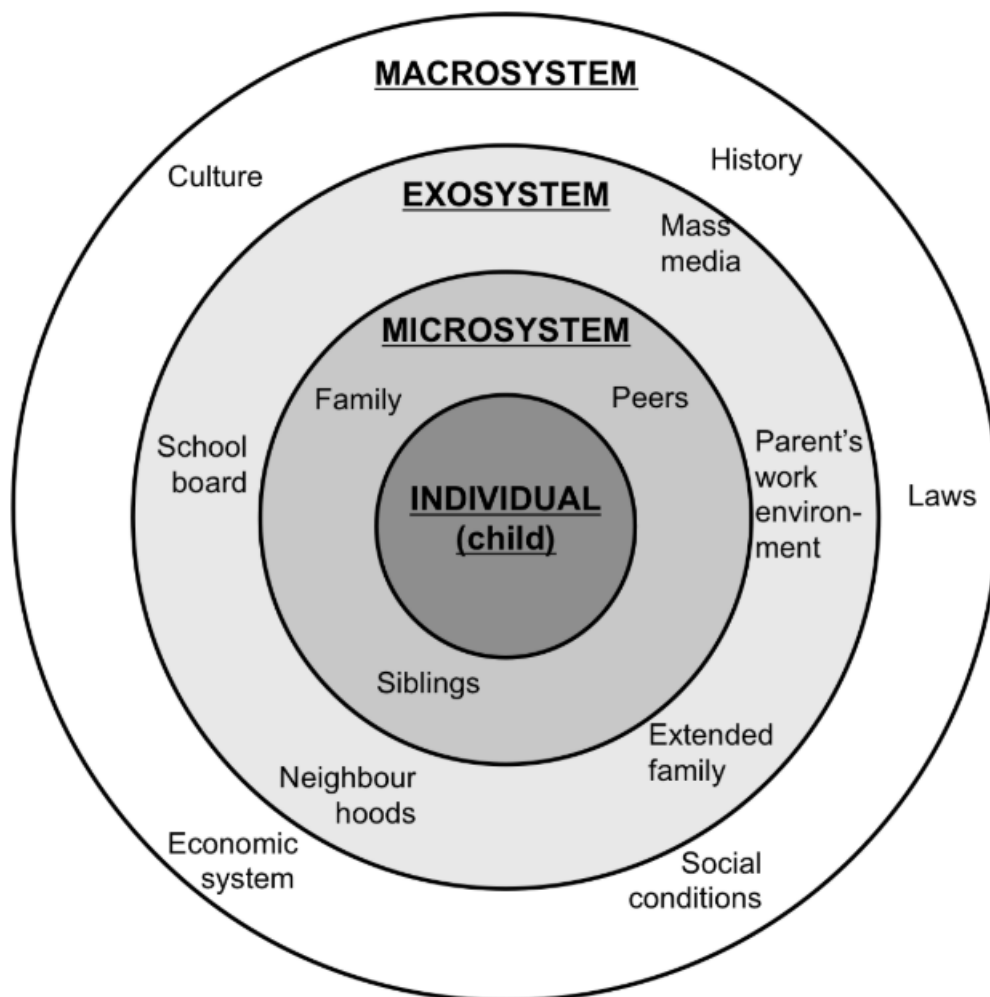 MACROSYSTEM
Culture
History
EXOSYSTEM
Mass
media
MICROSYSTEM
Family
Peers
School
board
INDIVIDUAL
(child)
Parent’s
work
environ-
ment
Laws
Siblings
Extended
family
Neighbour
hoods
Economic
system
Social
conditions